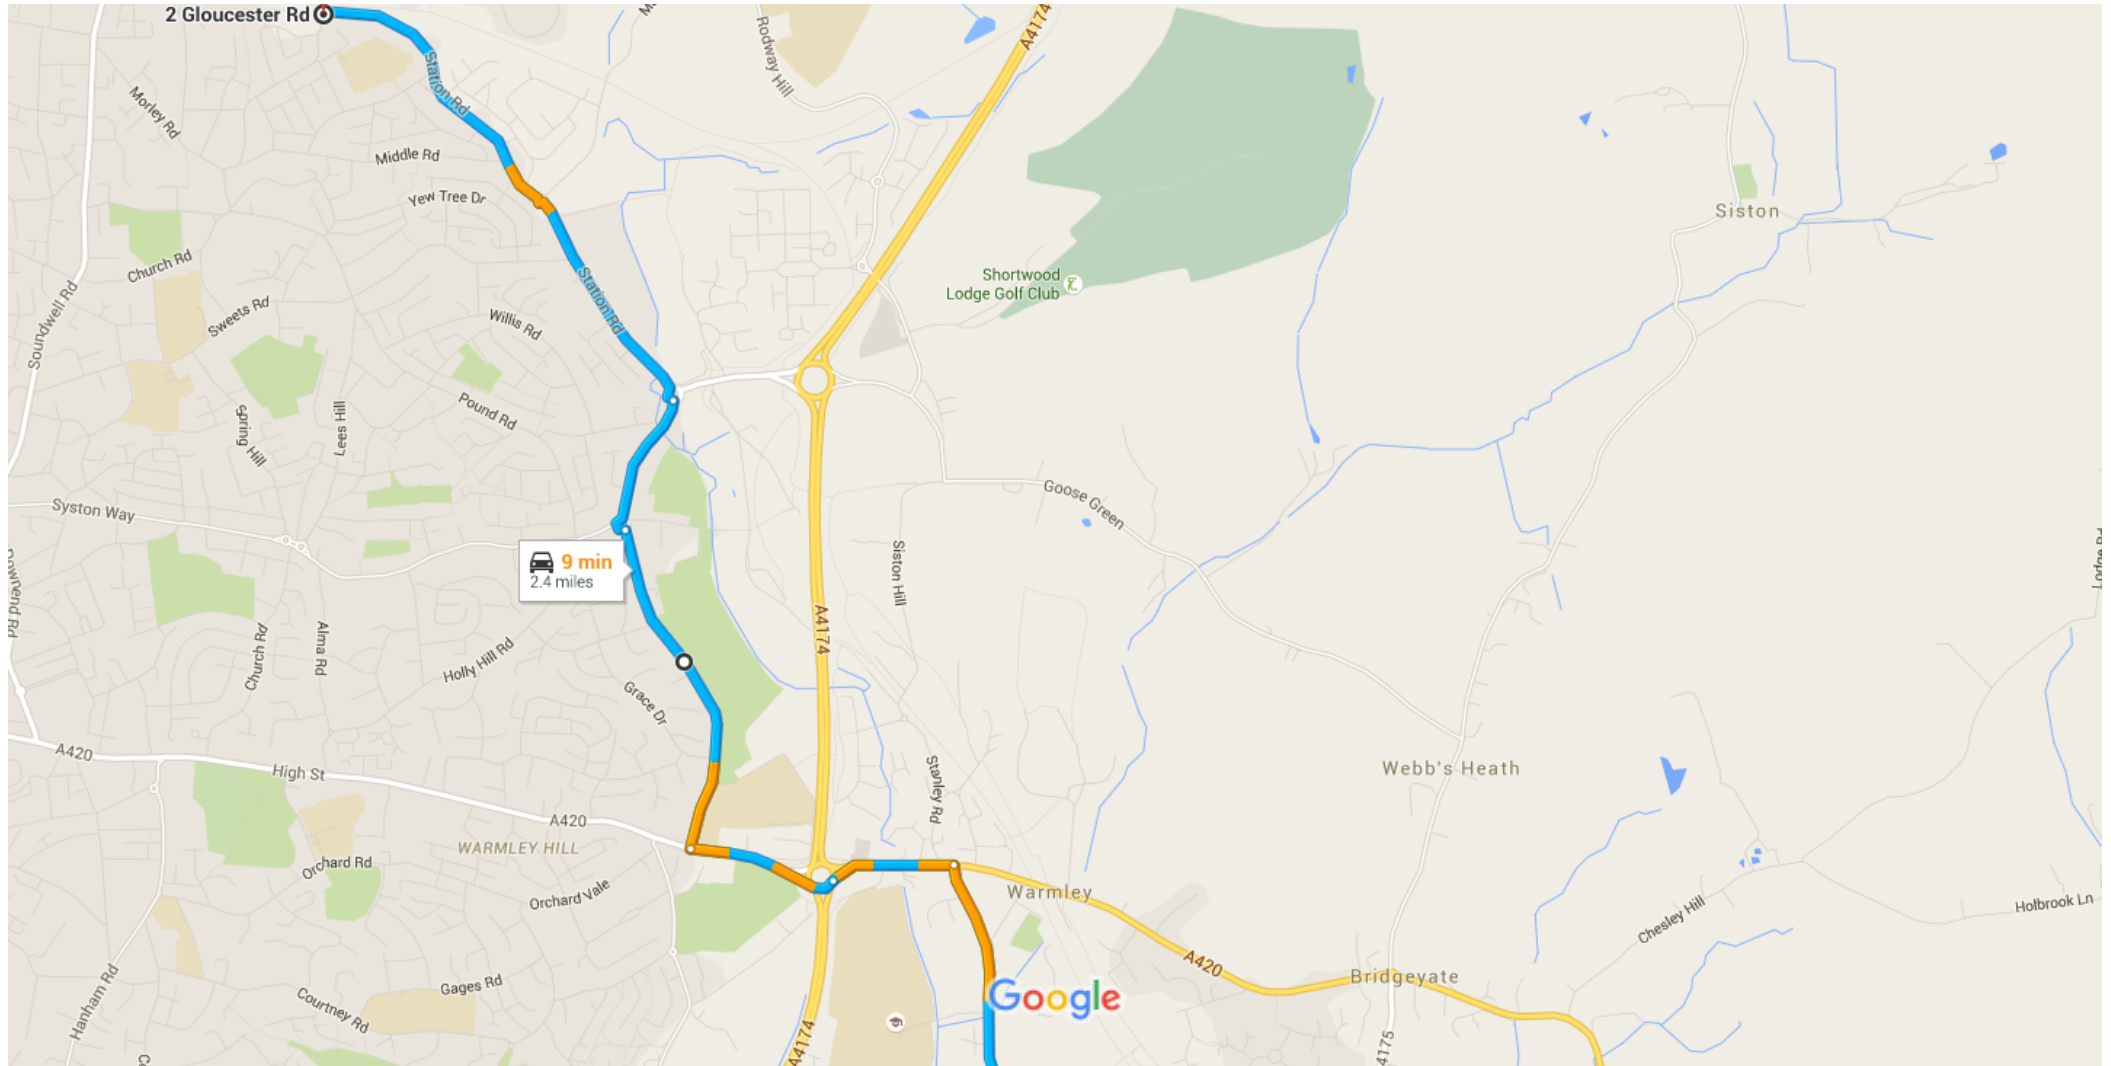 2 Gloucester Rd
Station Rd
Morley Rd
Middle Rd
Yew Tree Dr
Church Rd
Sweets Rd
Soundwell Rd
Willis Rd
Station Rd
Pound Rd
Spring Hill
Lees Hill
Rodway Hill
A4174
Shortwood
Lodge Golf Club
Siston
Syston Way
Goose Green
Siston Hill
9 min
2.4 miles
A4174
Downend Rd
Church Rd
Alma Rd
Holly Hill Rd
Grace Dr
A420
High St
A420
WARMLEY HILL
Orchard Rd
Orchard Vale
Stanley Rd
Webb's Heath
Warmley
A420
Bridgeyate
Chesley Hill
Holbrook Ln
Hanham Rd
Courtney Rd
Gages Rd
A4174
Google
A4175
Lodge Rd